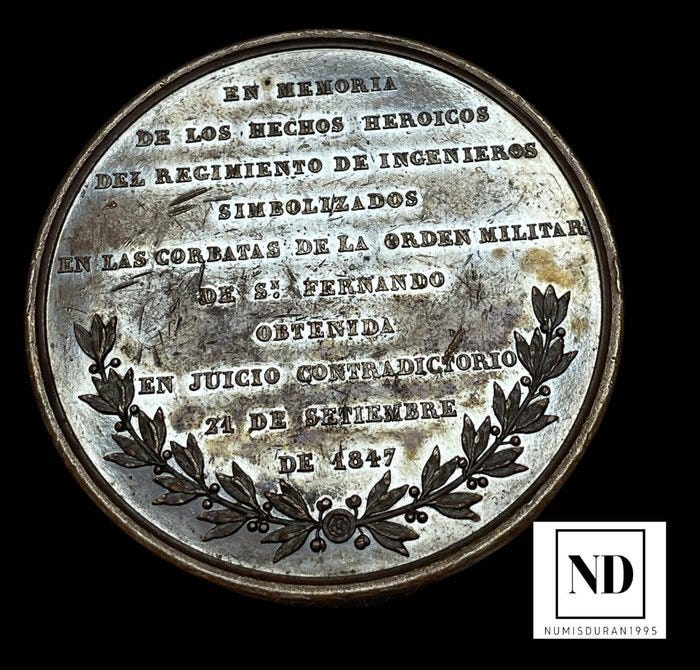 EN MEMORIA
DE LOS HECHOS HEROICOS
DEL REGIMIENTO DE INGENIEROS
SIMBOLIZADOS
EN LAS CORBATAS DE LA ORDEN MILITAR
DE Sⁿ. FERNANDO
OBTENIDA
EN JUICIO CONTRADICTORIO
21 DE SETIEMBRE
DE 1847
ND
NUMISDURAN1995